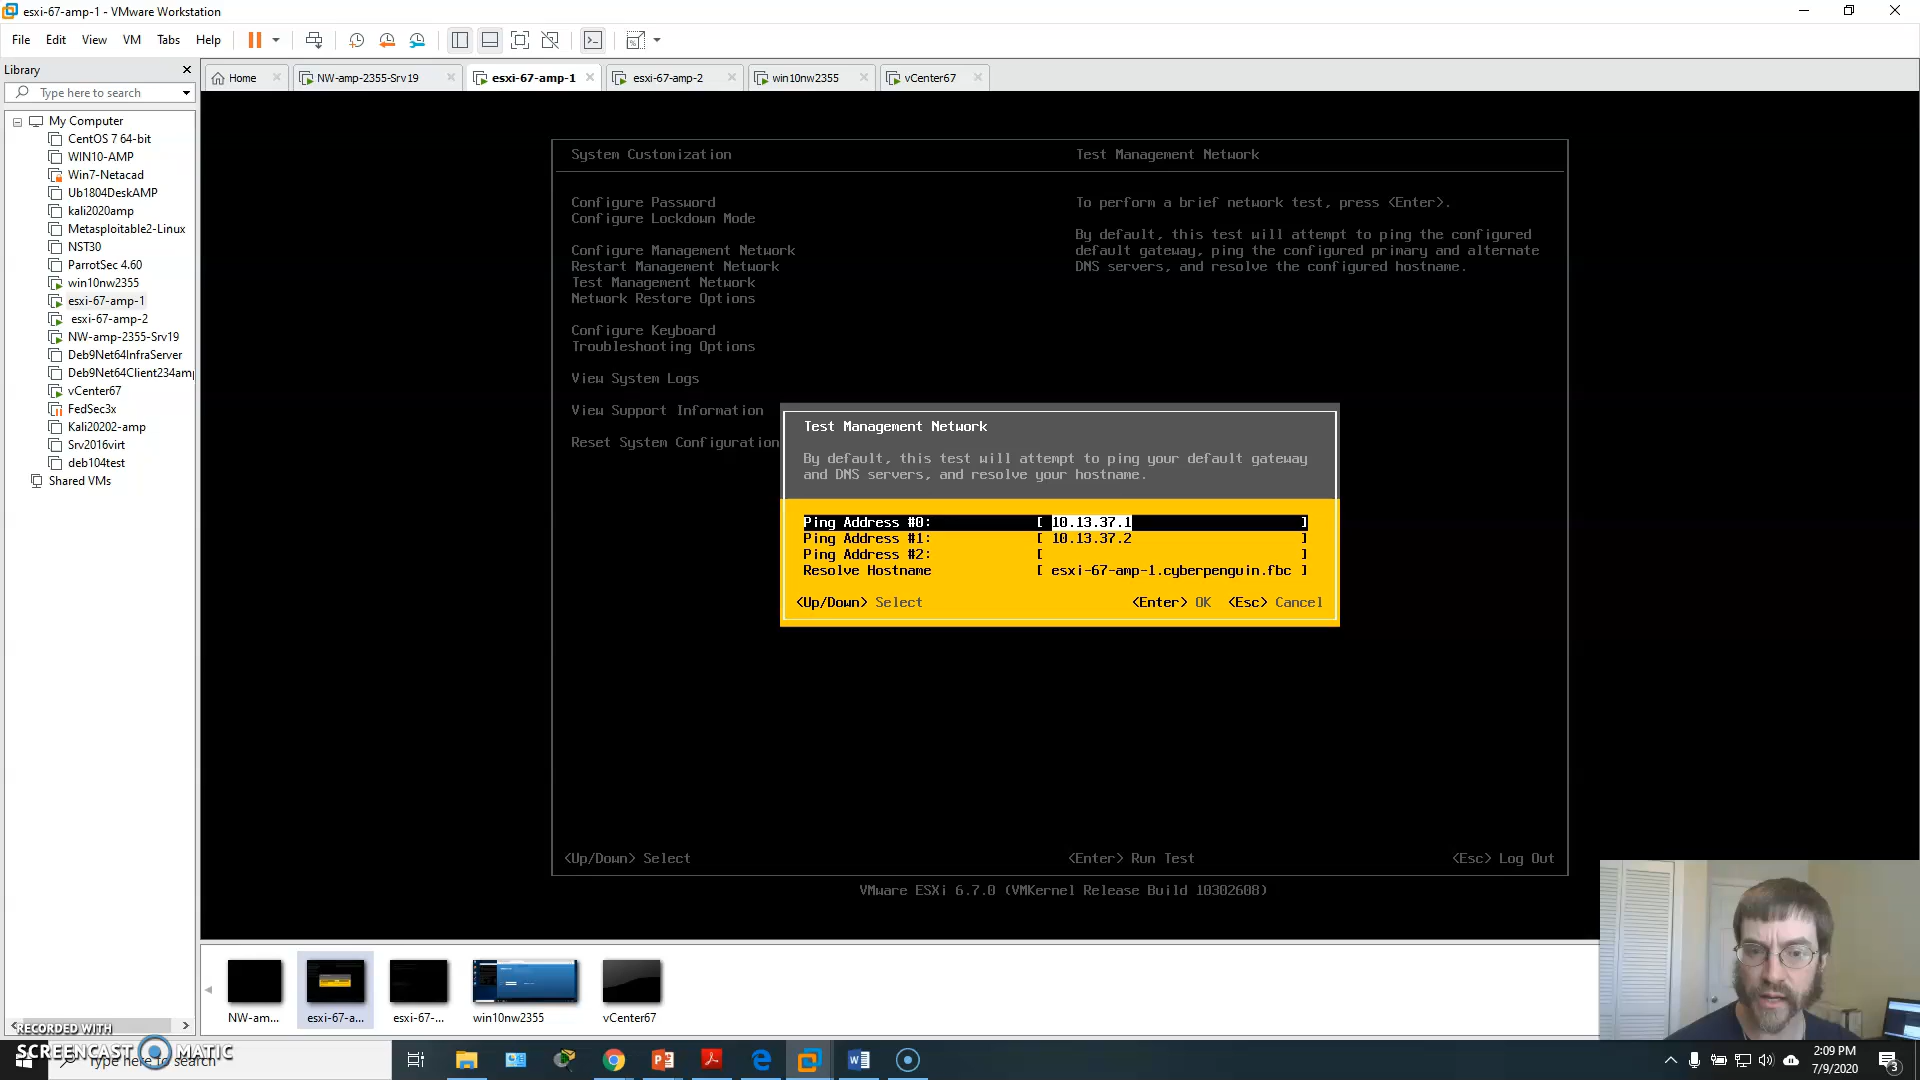 esxi-67-amp-1 - VMware Workstation
File Edit View VM Tabs Help
Library
Type here to search
Home
NW-amp-2355-Srv19
esxi-67-amp-1
esxi-67-amp-2
win10nw2355
vCenter67
My Computer
CentOS 7 64-bit
WIN10-AMP
Win7-Netacad
Ub1804DeskAMP
kali2020amp
Metasploitable2-Linux
NST30
ParrotSec 4.60
win10nw2355
esxi-67-amp-1
esxi-67-amp-2
NW-amp-2355-Srv19
Deb9Net64InfraServer
Deb9Net64Client234am
vCenter67
FedSec3x
Kali20202-amp
Srv2016virt
deb104test
Shared VMs
System Customization
Test Management Network
Configure Password
Configure Lockdown Mode
Configure Management Network
Restart Management Network
Test Management Network
Network Restore Options
Configure Keyboard
Troubleshooting Options
View System Logs
View Support Information
Reset System Configuration
To perform a brief network test, press <Enter>.
By default, this test will attempt to ping the configured
default gateway, ping the configured primary and alternate
DNS servers, and resolve the configured hostname.
Test Management Network
By default, this test will attempt to ping your default gateway
and DNS servers, and resolve your hostname.
Ping Address #0: [ 10.13.37.1 ]
Ping Address #1: [ 10.13.37.2 ]
Ping Address #2: [ ]
Resolve Hostname [ esxi-67-amp-1.cyberpenguin.fbc ]
<Up/Down> Select <Enter> OK <Esc> Cancel
<Up/Down> Select <Enter> Run Test <Esc> Log Out
VMware ESXi 6.7.0 (VMKernel Release Build 10302608)
NW-am...
esxi-67-a...
esxi-67-...
win10nw2355
vCenter67
RECORDED WITH
SCREENCAST MATIC
Type here to search
2:09 PM
7/9/2020
3